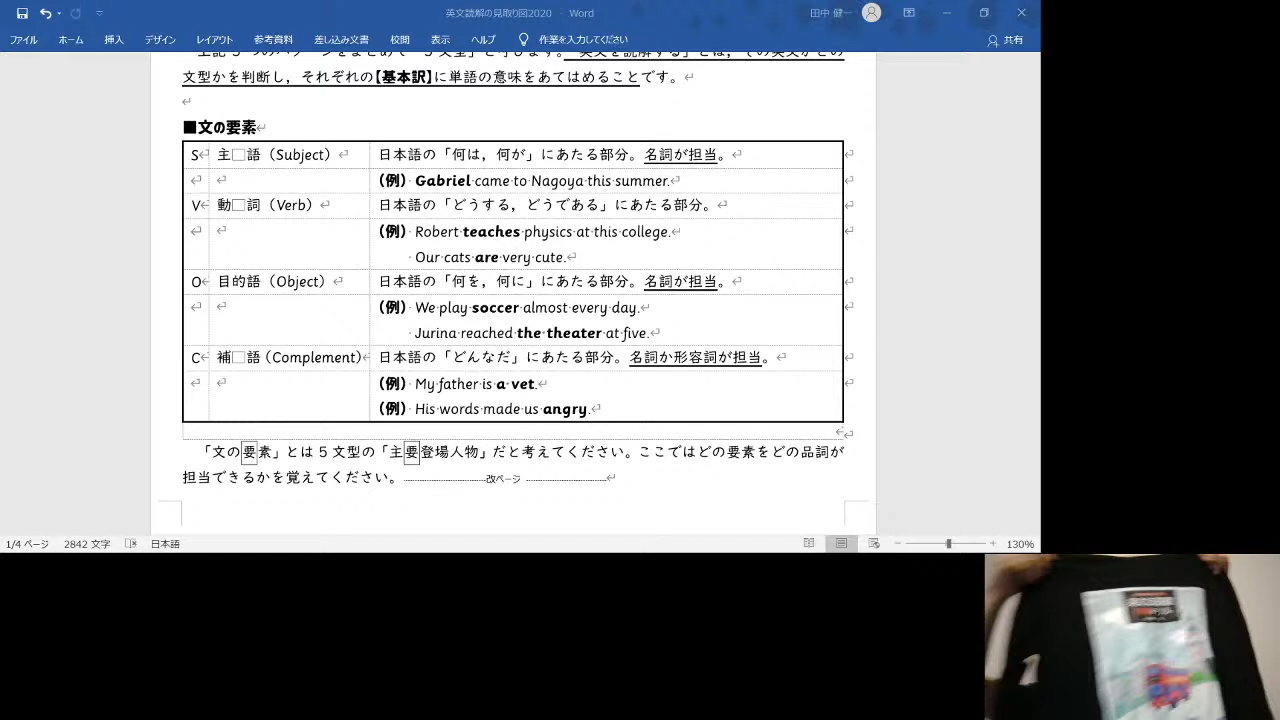 英文読解の見取り図2020 - Word
田中 健一
ファイル ホーム 挿入 デザイン レイアウト 参考資料 差し込み文書 校閲 表示 ヘルプ 作業を入力してください 共有
文型かを判断し，それぞれの【基本訳】に単語の意味をあてはめることです。
■文の要素
S 主□語（Subject） 日本語の「何は，何が」にあたる部分。名詞が担当。
（例） Gabriel came to Nagoya this summer.
V 動□詞（Verb） 日本語の「どうする，どうである」にあたる部分。
（例） Robert teaches physics at this college.
Our cats are very cute.
O 目的語（Object） 日本語の「何を，何に」にあたる部分。名詞が担当。
（例） We play soccer almost every day.
Jurina reached the theater at five.
C 補□語（Complement） 日本語の「どんなだ」にあたる部分。名詞か形容詞が担当。
（例） My father is a vet.
（例） His words made us angry.
「文の要素」とは 5 文型の「主要登場人物」だと考えてください。ここではどの要素をどの品詞が
担当できるかを覚えてください。 改ページ
1/4 ページ 2842 文字 日本語 130%